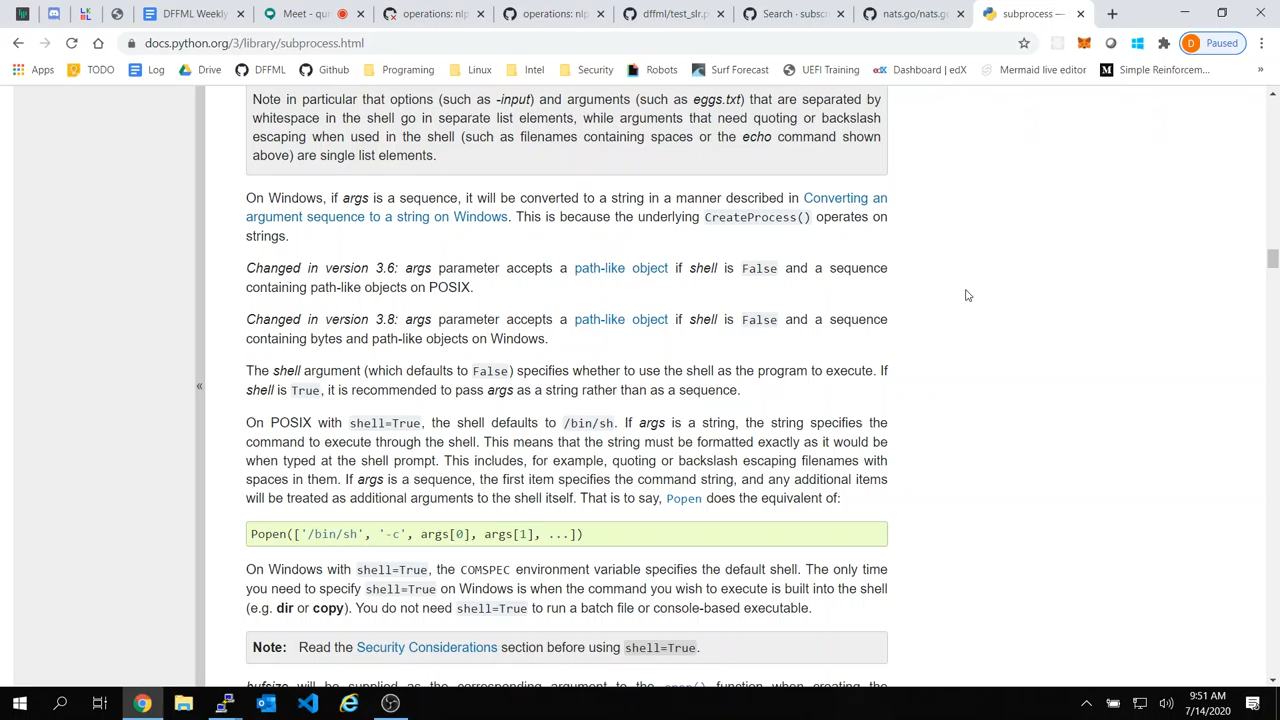 DFFML Weekly
Meet - qur
operations: nlp
operations: nlp
dffml/test_slr.p
Search · subscr
nats.go/nats.g
subprocess —
docs.python.org/3/library/subprocess.html
D Paused
Apps TODO Log Drive DFFML Github Programing Linux Intel Security Robots Surf Forecast UEFI Training Dashboard | edX Mermaid live editor Simple Reinforcem... »
Note in particular that options (such as -input) and arguments (such as eggs.txt) that are separated by
whitespace in the shell go in separate list elements, while arguments that need quoting or backslash
escaping when used in the shell (such as filenames containing spaces or the echo command shown
above) are single list elements.
On Windows, if args is a sequence, it will be converted to a string in a manner described in Converting an
argument sequence to a string on Windows. This is because the underlying CreateProcess() operates on
strings.
Changed in version 3.6: args parameter accepts a path-like object if shell is False and a sequence
containing path-like objects on POSIX.
Changed in version 3.8: args parameter accepts a path-like object if shell is False and a sequence
containing bytes and path-like objects on Windows.
The shell argument (which defaults to False) specifies whether to use the shell as the program to execute. If
shell is True, it is recommended to pass args as a string rather than as a sequence.
«
On POSIX with shell=True, the shell defaults to /bin/sh. If args is a string, the string specifies the
command to execute through the shell. This means that the string must be formatted exactly as it would be
when typed at the shell prompt. This includes, for example, quoting or backslash escaping filenames with
spaces in them. If args is a sequence, the first item specifies the command string, and any additional items
will be treated as additional arguments to the shell itself. That is to say, Popen does the equivalent of:
Popen(['/bin/sh', '-c', args[0], args[1], ...])
On Windows with shell=True, the COMSPEC environment variable specifies the default shell. The only time
you need to specify shell=True on Windows is when the command you wish to execute is built into the shell
(e.g. dir or copy). You do not need shell=True to run a batch file or console-based executable.
Note: Read the Security Considerations section before using shell=True.
bufsize will be supplied as the corresponding argument to the open() function when creating the
9:51 AM
7/14/2020